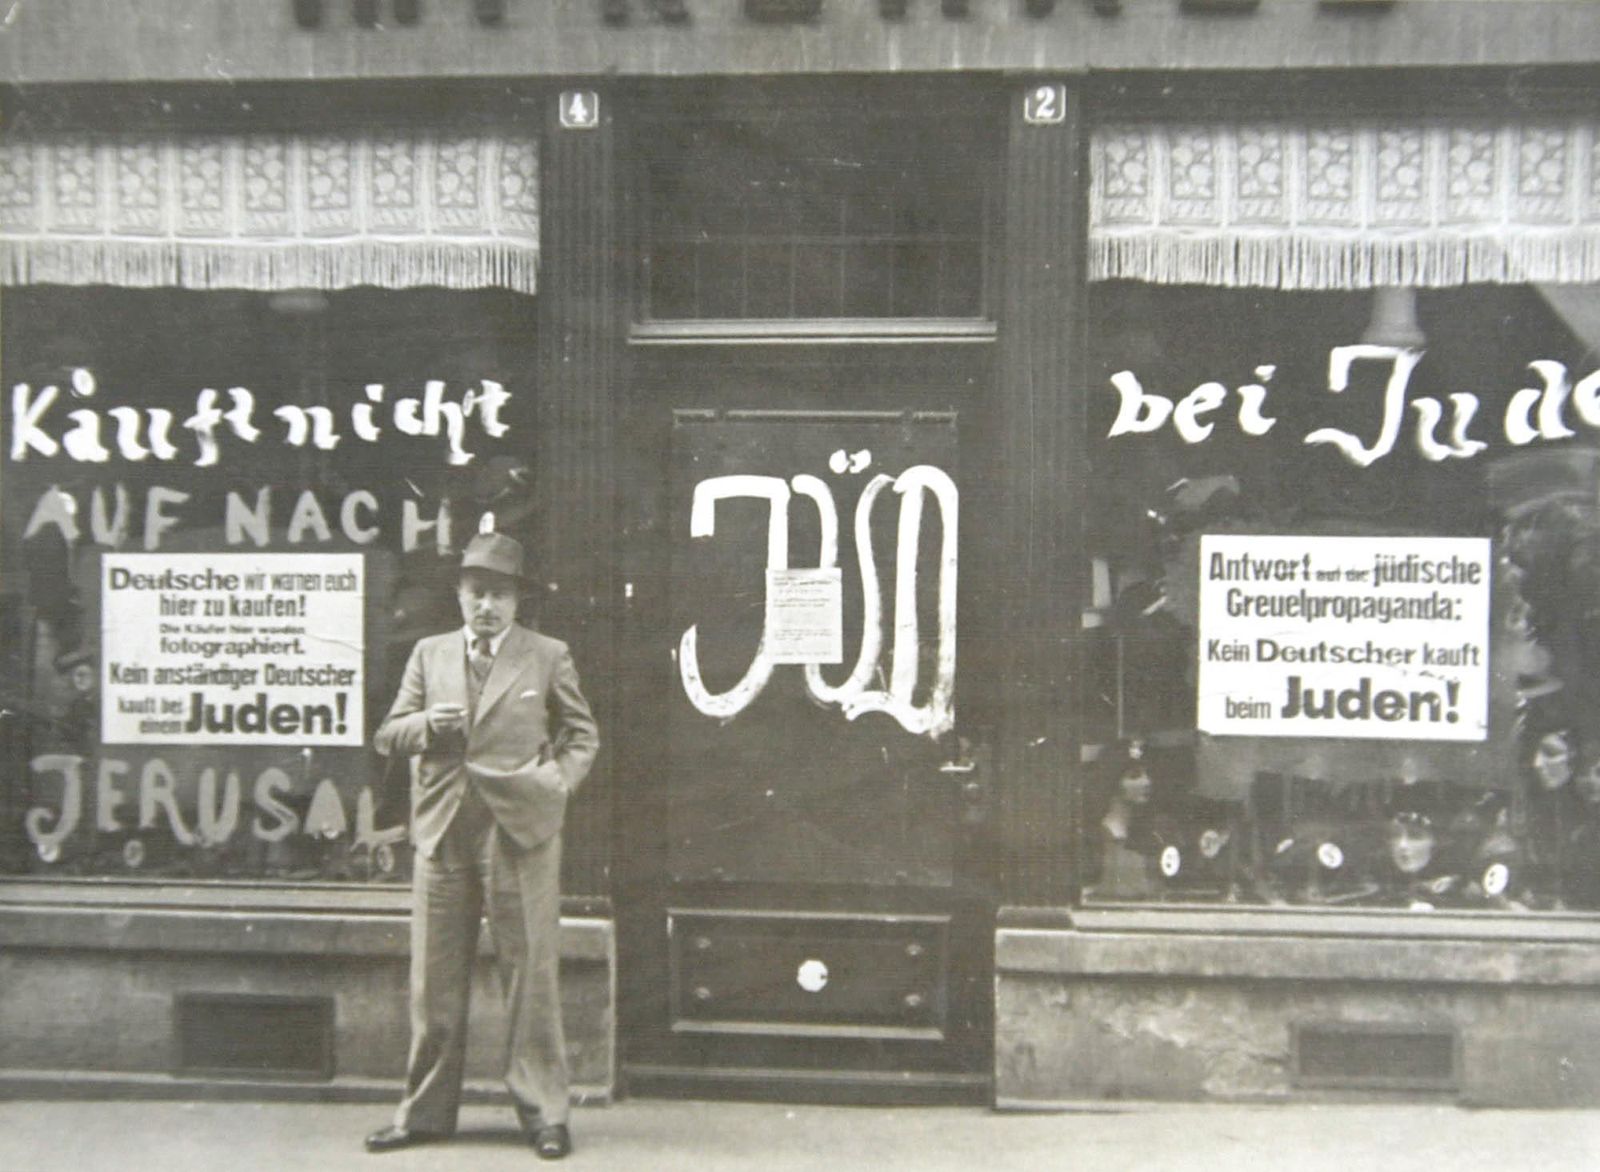 4
2
Kauft nicht
bei Jude
AUF NACH
JERUSAL
Deutsche wir warnen euch
hier zu kaufen!
Die Käufer hier werden
fotographiert.
Kein anständiger Deutscher
kauft bei
einem Juden!
JÜD
Antwort auf die jüdische
Greuelpropaganda:
Kein Deutscher kauft
beim Juden!